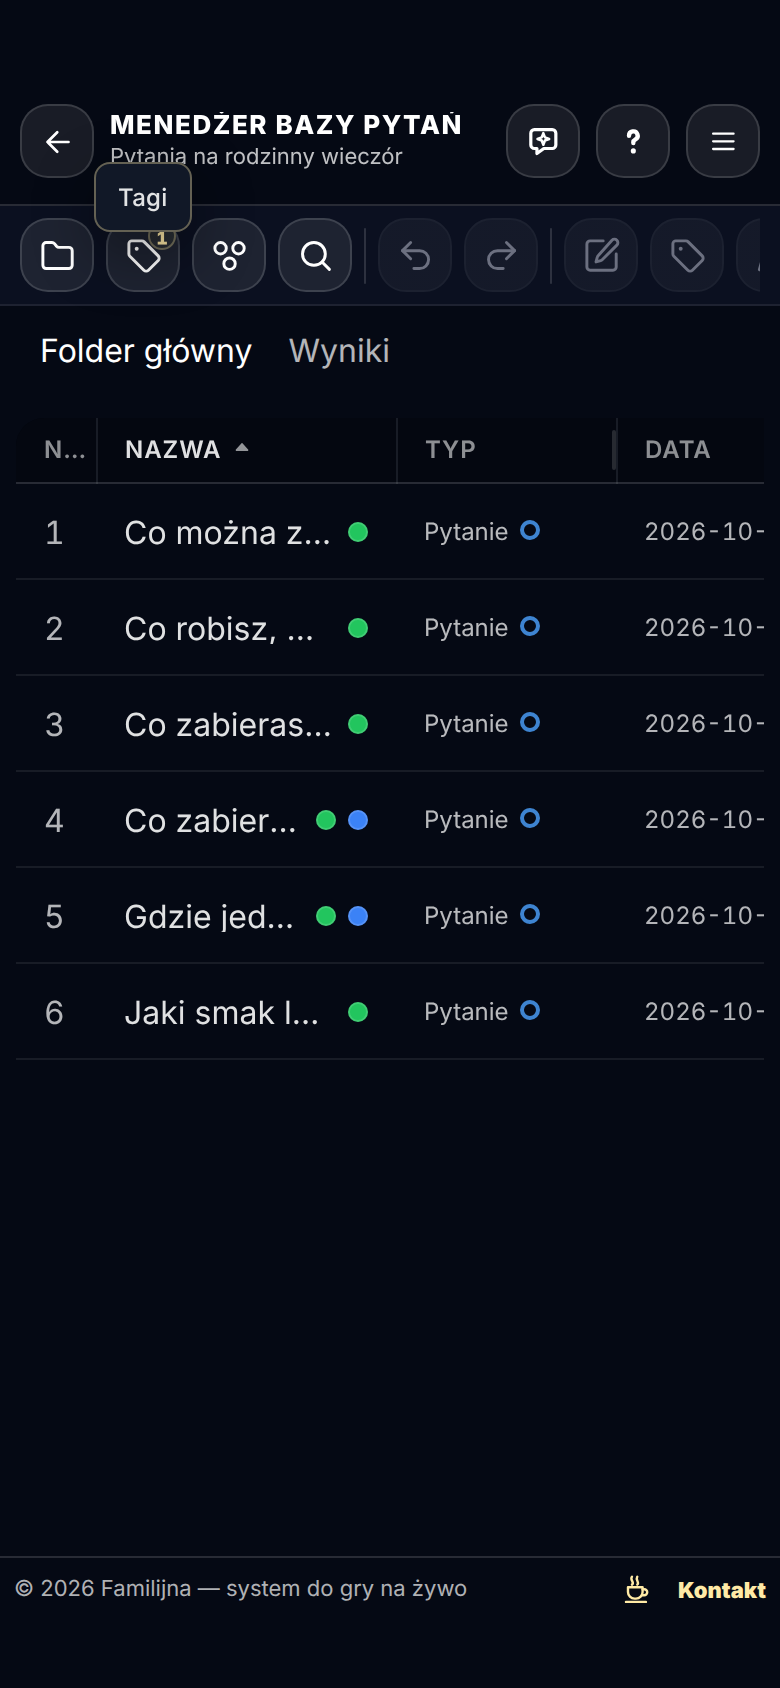 MENEDŻER BAZY PYTAŃ
Pytania na rodzinny wieczór
Tagi
1
Folder główny Wyniki
N... NAZWA TYP DATA
1 Co można z... Pytanie 2026-10-
2 Co robisz, ... Pytanie 2026-10-
3 Co zabieras... Pytanie 2026-10-
4 Co zabier... Pytanie 2026-10-
5 Gdzie jed... Pytanie 2026-10-
6 Jaki smak l... Pytanie 2026-10-
© 2026 Familijna — system do gry na żywo Kontakt